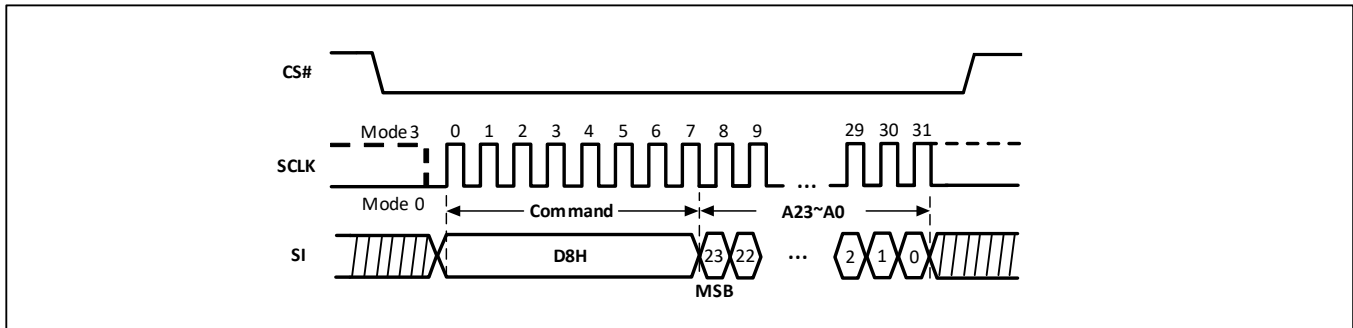 CS#
Mode 3 0 1 2 3 4 5 6 7 8 9 29 30 31
SCLK
...
Mode 0 Command A23~A0
SI D8H 23 22 ... 2 1 0
MSB